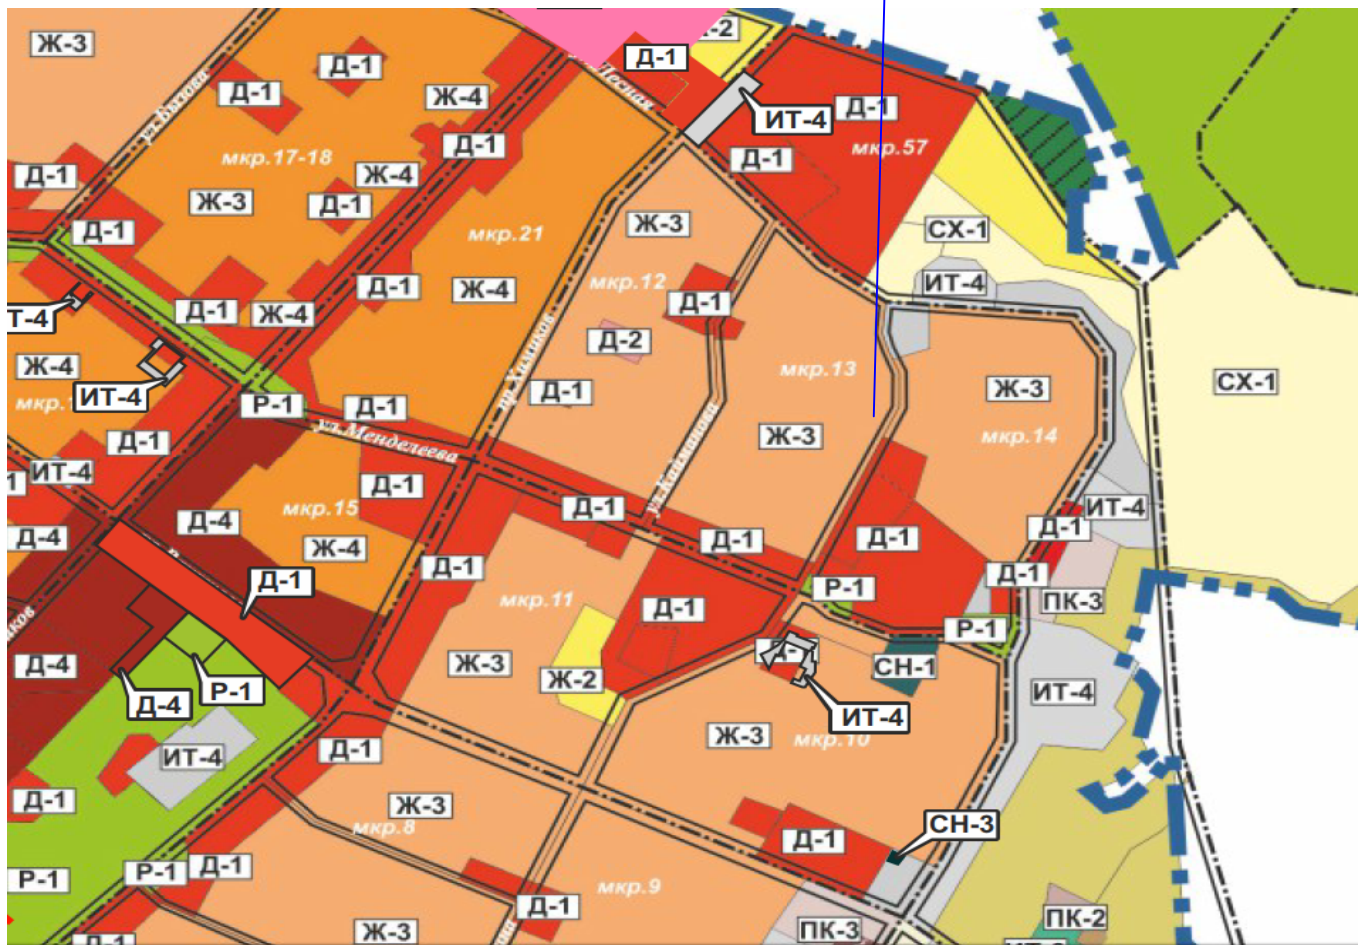 Ж-3
Д-1
Д-1
Д-1
Ж-4
ул.Кызюва
Лесная
-2
ИТ-4
Д-1
Д-1
мкр.57
мкр.17-18
Д-1
Ж-4
Д-1
Ж-3
Д-1
Д-1
мкр.21
Ж-3
СХ-1
Ж-4
мкр.12
ИТ-4
Д-1
Д-1
Д-1
Ж-4
Т-4
Д-2
пр.Химиков
мкр.13
Ж-4
Ж-3
СХ-1
ИТ-4
мкр.1
Р-1
Д-1
Д-1
ул.Менделеева
ул.Кайманова
Ж-3
мкр.14
Д-1
ИТ-4
1
Д-1
Д-1
ИТ-4
мкр.15
Д-4
Д-4
Ж-4
Д-1
Д-1
Д-1
Д-1
Д-1
Д-1
Р-1
ПК-3
мкр.11
Д-1
Р-1
Ж-3
Ж-2
Д-
СН-1
Д-4
Р-1
Д-4
ИТ-4
ИТ-4
Ж-3
мкр.10
ИТ-4
Д-1
Д-1
Ж-3
мкр.8
СН-3
Д-1
Р-1
Р-1
Д-1
мкр.9
Д-1
Ж-3
ПК-3
ПК-2
Д-1